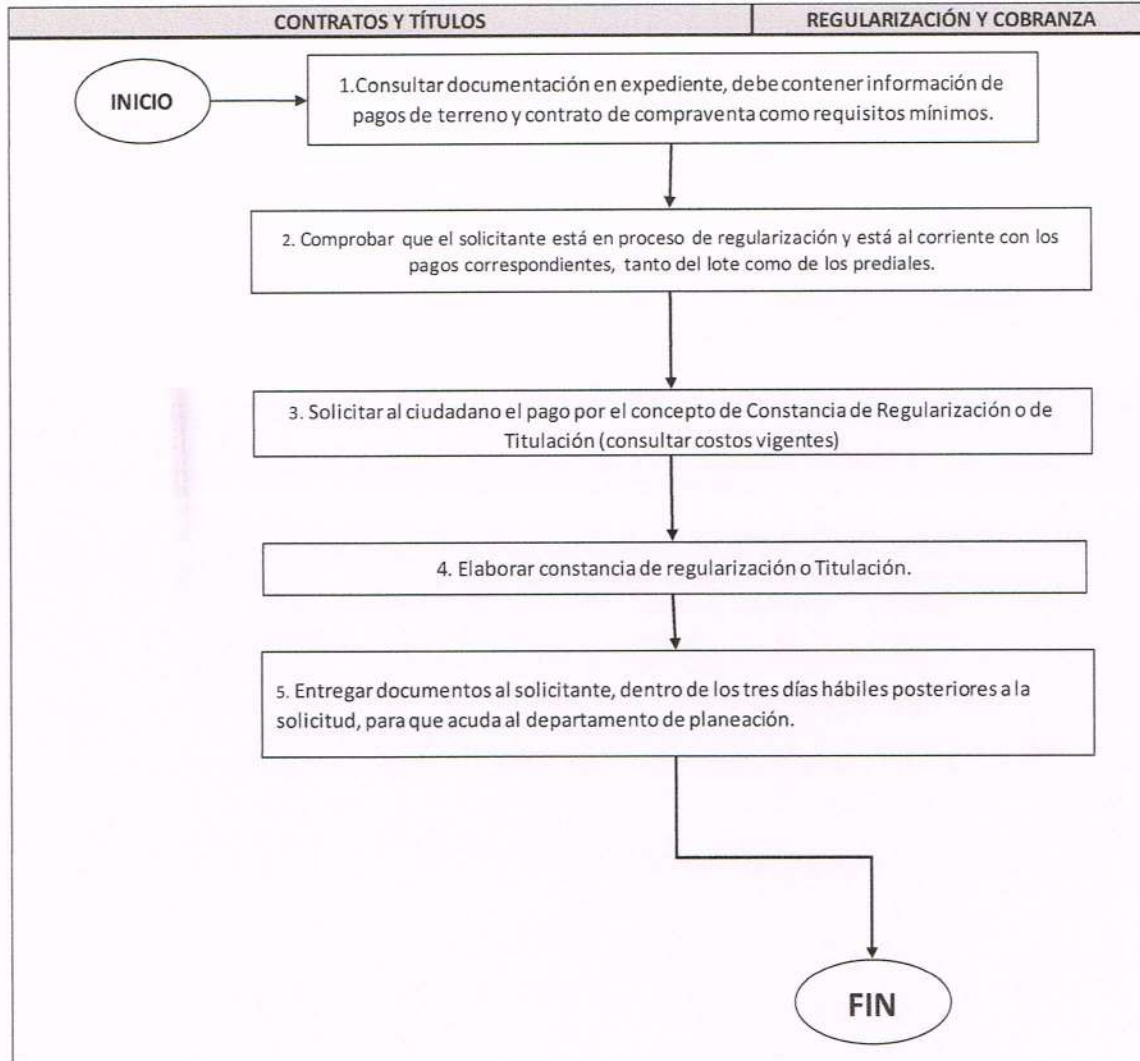 CONTRATOS Y TÍTULOS
REGULARIZACIÓN Y COBRANZA
INICIO
1.Consultar documentación en expediente, debe contener información de
pagos de terreno y contrato de compraventa como requisitos mínimos.
2. Comprobar que el solicitante está en proceso de regularización y está al corriente con los
pagos correspondientes, tanto del lote como de los prediales.
3. Solicitar al ciudadano el pago por el concepto de Constancia de Regularización o de
Titulación (consultar costos vigentes)
4. Elaborar constancia de regularización o Titulación.
5. Entregar documentos al solicitante, dentro de los tres días hábiles posteriores a la
solicitud, para que acuda al departamento de planeación.
FIN